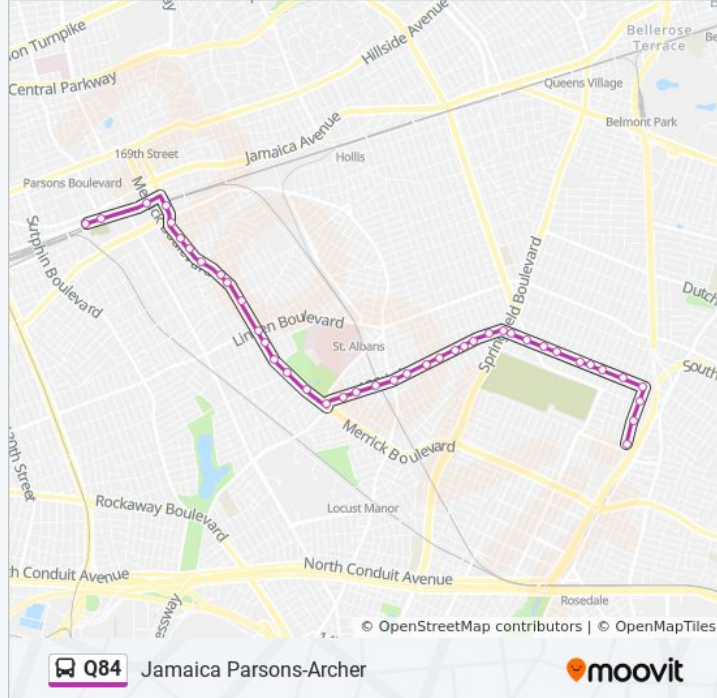 Hillside Avenue
Bellerose
Terrace
on Turnpike
Be
Central Parkway
Queens Village
Belmont Park
Jamaica Avenue
169th Street
Hollis
Parsons Boulevard
Sutphin Boulevard
Springfield Boulevard
Dutch
Linden Boulevard
St. Albans
South
Merrick Boulevard
Rockaway Boulevard
Locust Manor
th Conduit Avenue
North Conduit Avenue
Rosedale
© OpenStreetMap contributors | © OpenMapTiles
Q84 Jamaica Parsons-Archer
moovit